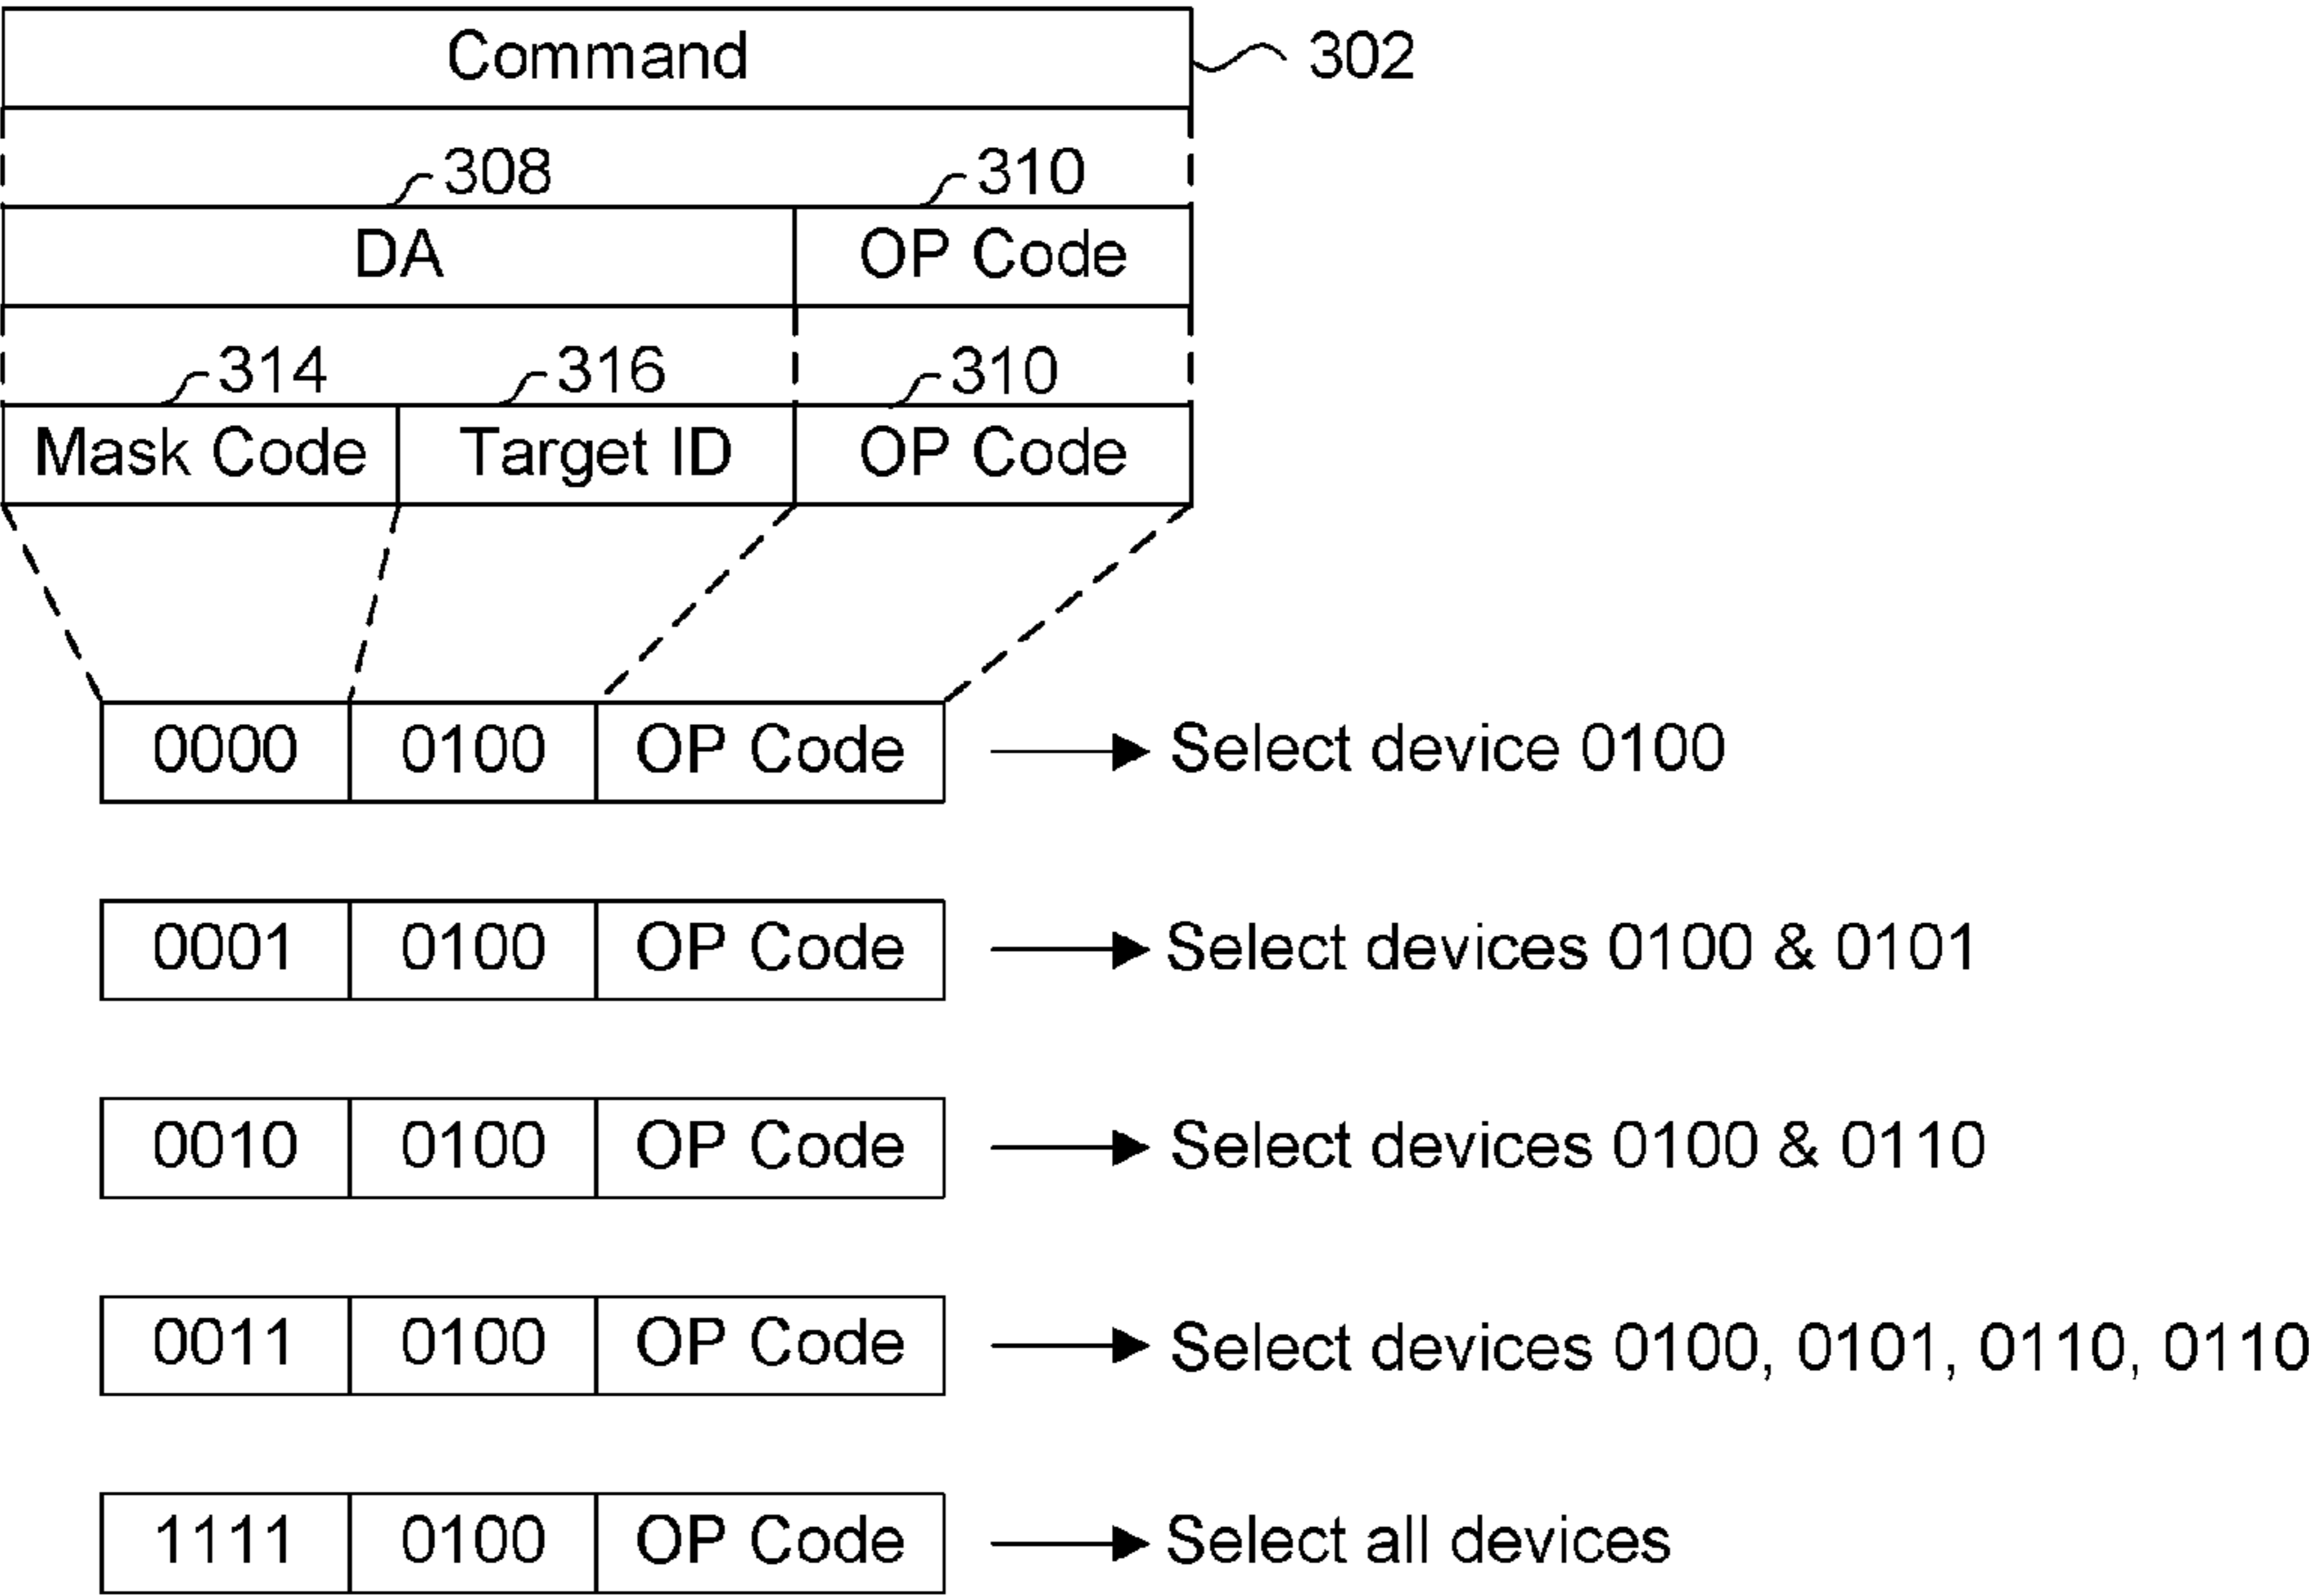 Command 302
308 310
DA OP Code
314 316 310
Mask Code Target ID OP Code
0000 0100 OP Code Select device 0100
0001 0100 OP Code Select devices 0100 & 0101
0010 0100 OP Code Select devices 0100 & 0110
0011 0100 OP Code Select devices 0100, 0101, 0110, 0110
1111 0100 OP Code Select all devices